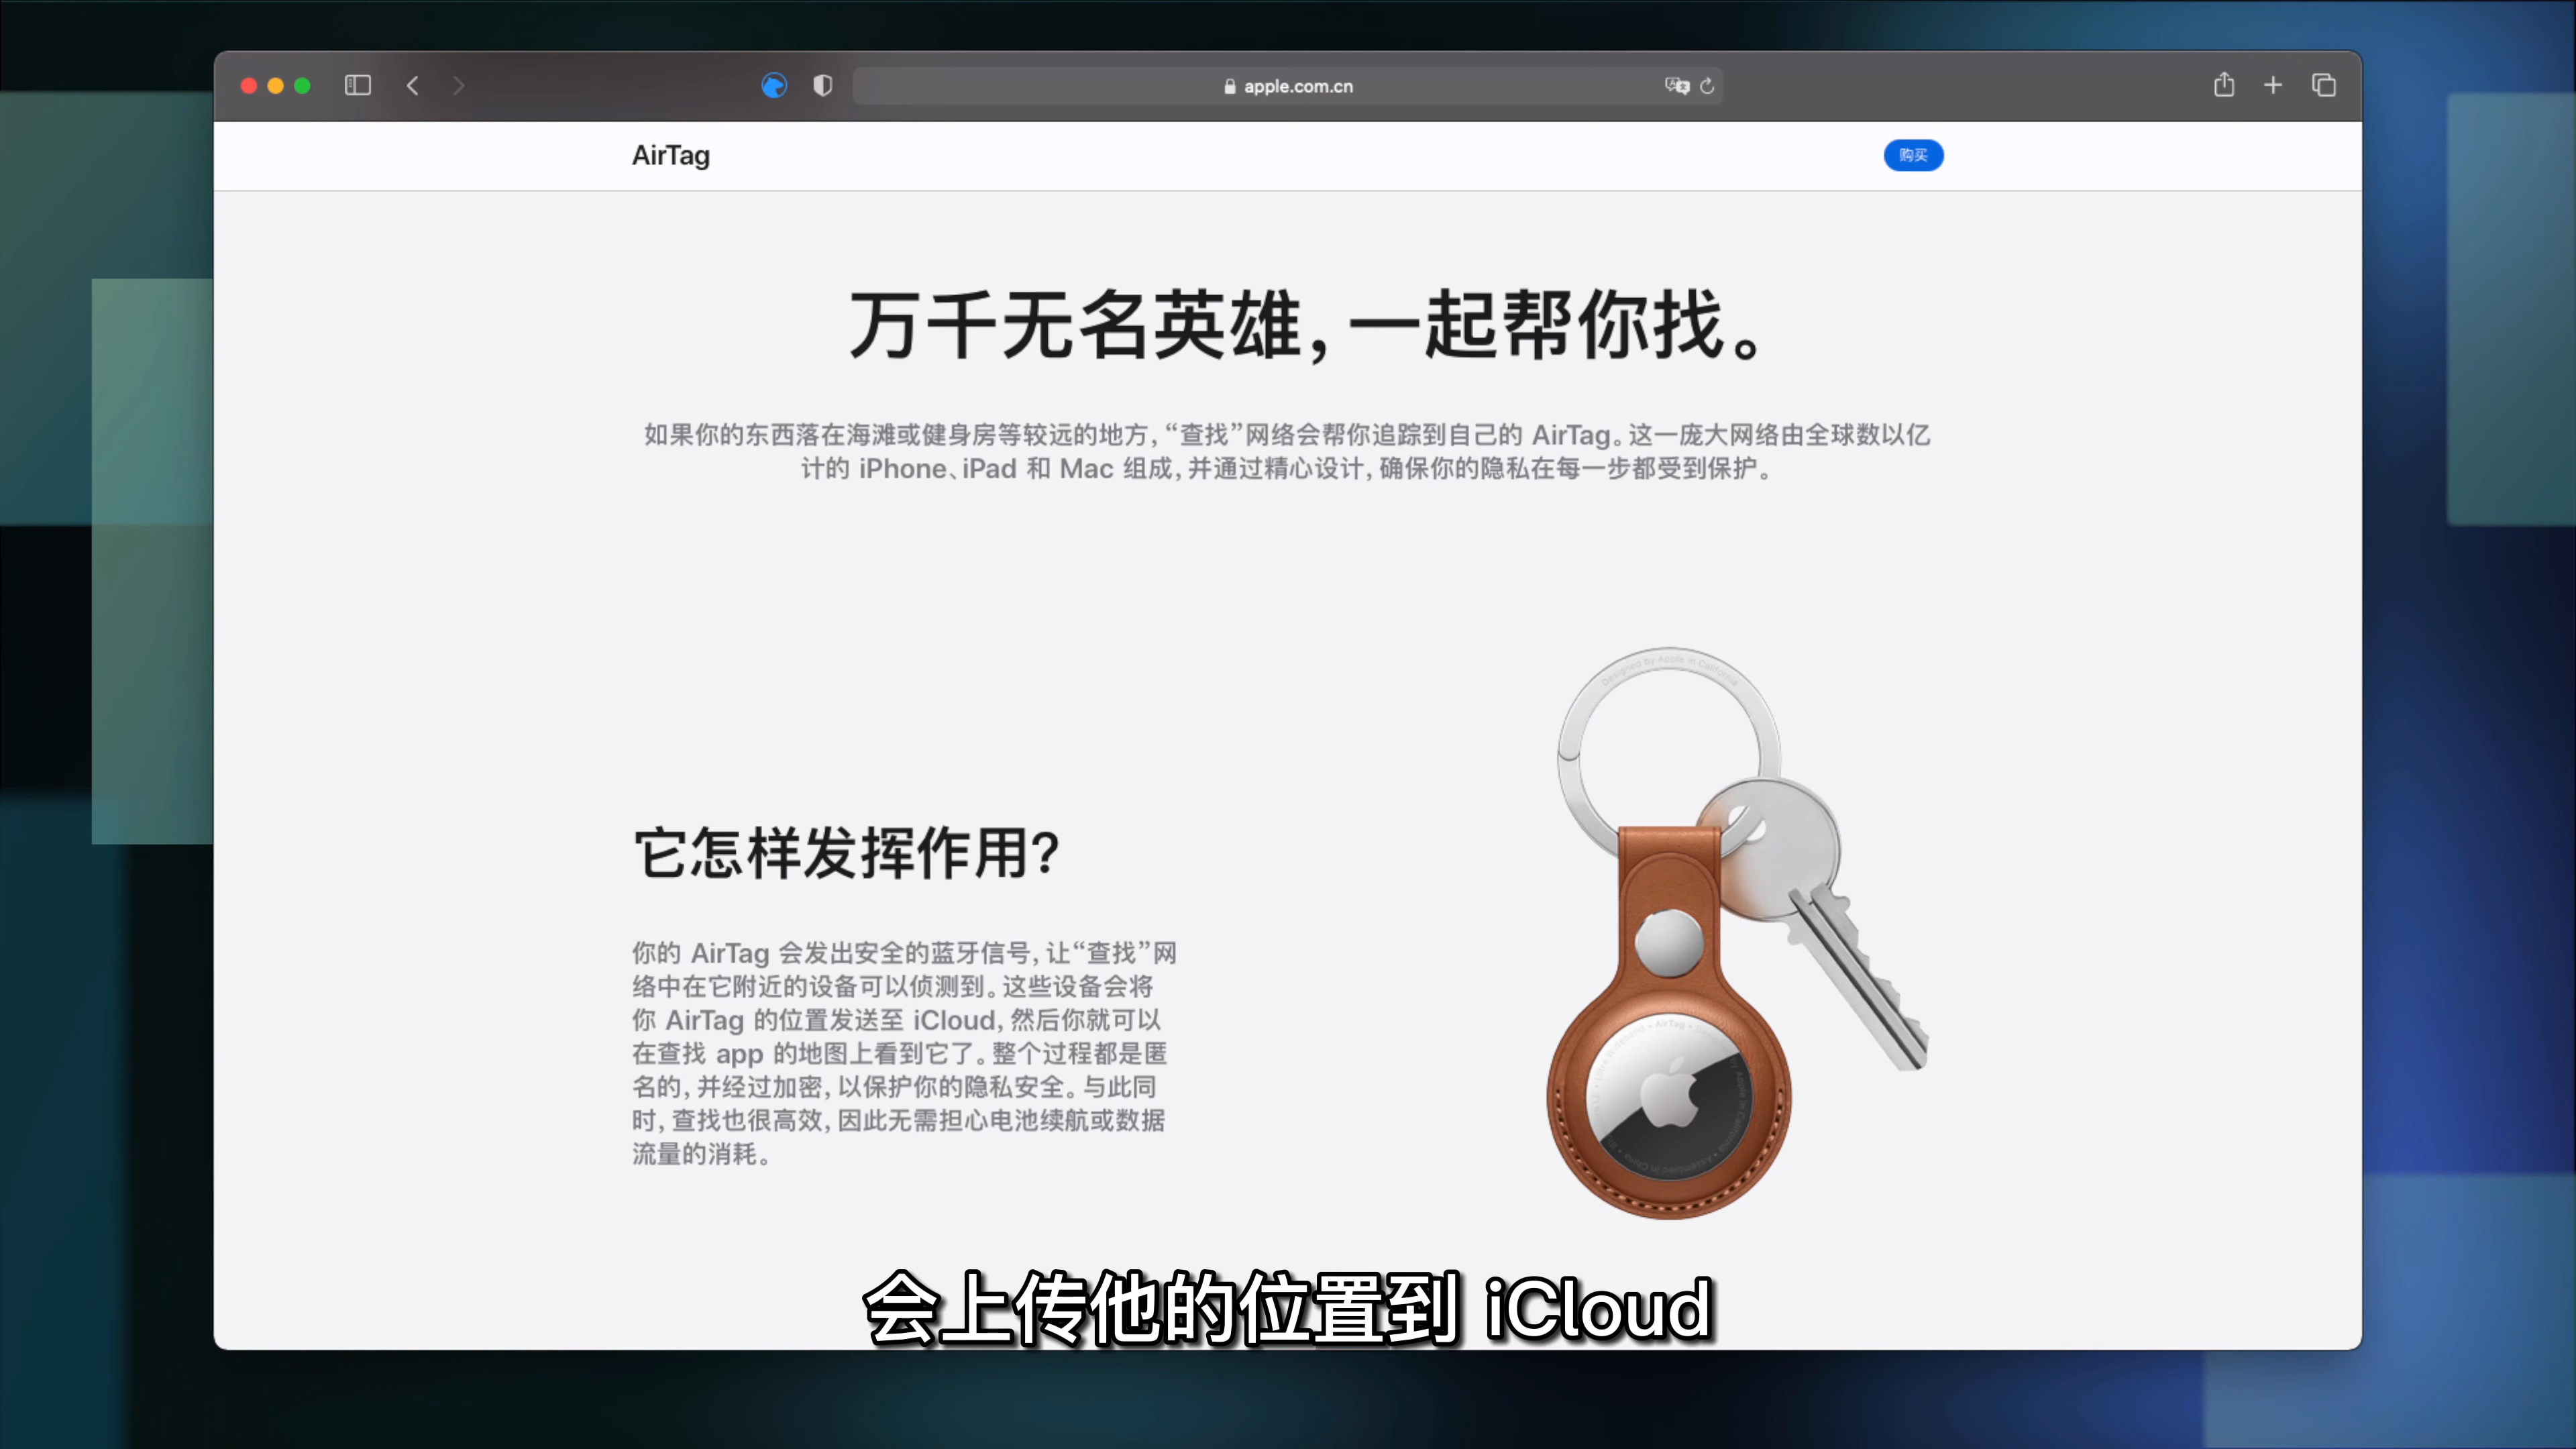 apple.com.cn
AirTag
购买
万千无名英雄，一起帮你找。
如果你的东西落在海滩或健身房等较远的地方，“查找”网络会帮你追踪到自己的 AirTag。这一庞大网络由全球数以亿
计的 iPhone、iPad 和 Mac 组成，并通过精心设计，确保你的隐私在每一步都受到保护。
Designed by Apple in California
它怎样发挥作用？
你的 AirTag 会发出安全的蓝牙信号，让“查找”网
络中在它附近的设备可以侦测到。这些设备会将
你 AirTag 的位置发送至 iCloud，然后你就可以
在查找 app 的地图上看到它了。整个过程都是匿
名的，并经过加密，以保护你的隐私安全。与此同
时，查找也很高效，因此无需担心电池续航或数据
流量的消耗。
会上传他的位置到 iCloud